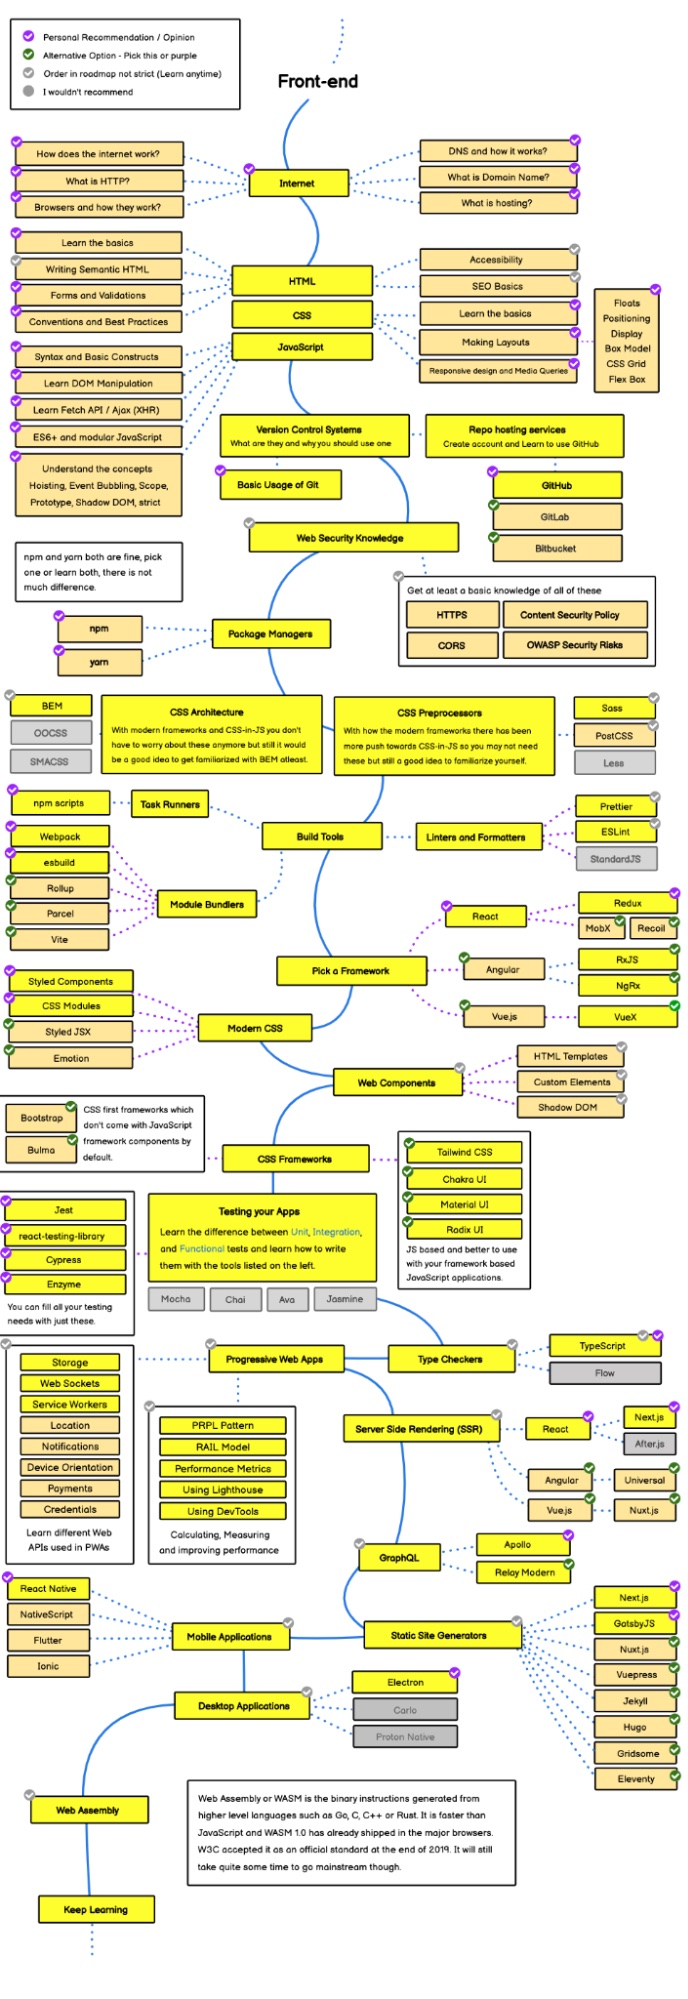 Personal Recommendation / Opinion
Alternative Option - Pick this or purple
Order in roadmap not strict (Learn anytime)
I wouldn't recommend
Front-end
How does the internet work?
What is HTTP?
Browsers and how they work?
Internet
DNS and how it works?
What is Domain Name?
What is hosting?
Learn the basics
Writing Semantic HTML
Forms and Validations
Conventions and Best Practices
HTML
CSS
JavaScript
Accessibility
SEO Basics
Learn the basics
Making Layouts
Responsive design and Media Queries
Floats
Positioning
Display
Box Model
CSS Grid
Flex Box
Syntax and Basic Constructs
Learn DOM Manipulation
Learn Fetch API / Ajax (XHR)
ES6+ and modular JavaScript
Understand the concepts
Hoisting, Event Bubbling, Scope,
Prototype, Shadow DOM, strict
Version Control Systems
What are they and why you should use one
Repo hosting services
Create account and Learn to use GitHub
Basic Usage of Git
GitHub
GitLab
Bitbucket
Web Security Knowledge
npm and yarn both are fine, pick
one or learn both, there is not
much difference.
Get at least a basic knowledge of all of these
HTTPS
Content Security Policy
CORS
OWASP Security Risks
npm
yarn
Package Managers
BEM
OOCSS
SMACSS
CSS Architecture
With modern frameworks and CSS-in-JS you don't
have to worry about these anymore but still it would
be a good idea to get familiarized with BEM atleast.
CSS Preprocessors
With how the modern frameworks there has been
more push towards CSS-in-JS so you may not need
these but still a good idea to familiarize yourself.
Sass
PostCSS
Less
npm scripts
Task Runners
Build Tools
Linters and Formatters
Prettier
ESLint
StandardJS
Webpack
esbuild
Rollup
Parcel
Vite
Module Bundlers
Pick a Framework
React
Redux
MobX
Recoil
Angular
RxJS
NgRx
Vue.js
VueX
Styled Components
CSS Modules
Styled JSX
Emotion
Modern CSS
Web Components
HTML Templates
Custom Elements
Shadow DOM
Bootstrap
Bulma
CSS first frameworks which
don't come with JavaScript
framework components by
default.
CSS Frameworks
Tailwind CSS
Chakra UI
Material UI
Radix UI
JS based and better to use
with your framework based
JavaScript applications.
Jest
react-testing-library
Cypress
Enzyme
You can fill all your testing
needs with just these.
Testing your Apps
Learn the difference between Unit, Integration,
and Functional tests and learn how to write
them with the tools listed on the left.
Mocha
Chai
Ava
Jasmine
Progressive Web Apps
Type Checkers
TypeScript
Flow
Storage
Web Sockets
Service Workers
Location
Notifications
Device Orientation
Payments
Credentials
Learn different Web
APIs used in PWAs
PRPL Pattern
RAIL Model
Performance Metrics
Using Lighthouse
Using DevTools
Calculating, Measuring
and improving performance
Server Side Rendering (SSR)
React
Next.js
After.js
Angular
Universal
Vue.js
Nuxt.js
GraphQL
Apollo
Relay Modern
React Native
NativeScript
Flutter
Ionic
Mobile Applications
Static Site Generators
Next.js
GatsbyJS
Nuxt.js
Vuepress
Jekyll
Hugo
Gridsome
Eleventy
Desktop Applications
Electron
Carlo
Proton Native
Web Assembly
Web Assembly or WASM is the binary instructions generated from
higher level languages such as Go, C, C++ or Rust. It is faster than
JavaScript and WASM 1.0 has already shipped in the major browsers.
W3C accepted it as an official standard at the end of 2019. It will still
take quite some time to go mainstream though.
Keep Learning